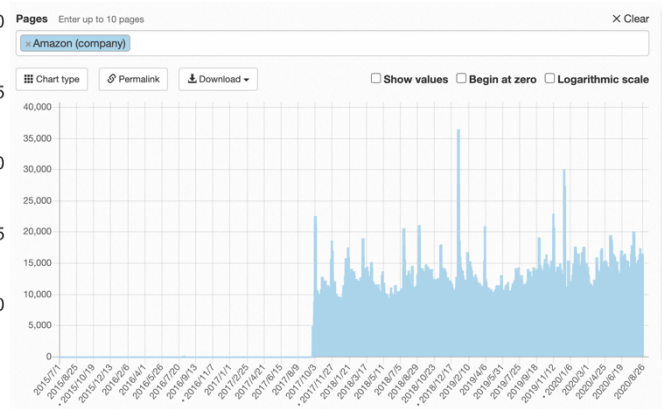 Pages Enter up to 10 pages × Clear
× Amazon (company)
Chart type Permalink Download Show values Begin at zero Logarithmic scale
40,000
35,000
30,000
25,000
20,000
15,000
10,000
5,000
0
2015/7/1 2015/8/25 2015/10/19 2015/12/13 2016/2/6 2016/4/1 2016/5/26 2016/7/20 2016/9/13 2016/11/7 2017/1/1 2017/2/25 2017/4/21 2017/6/15 2017/8/9 2017/10/3 2017/11/27 2018/1/21 2018/3/17 2018/5/11 2018/7/5 2018/8/29 2018/10/23 2018/12/17 2019/2/10 2019/4/6 2019/5/31 2019/7/25 2019/9/18 2019/11/12 2020/1/6 2020/3/1 2020/4/25 2020/6/19 2020/8/26